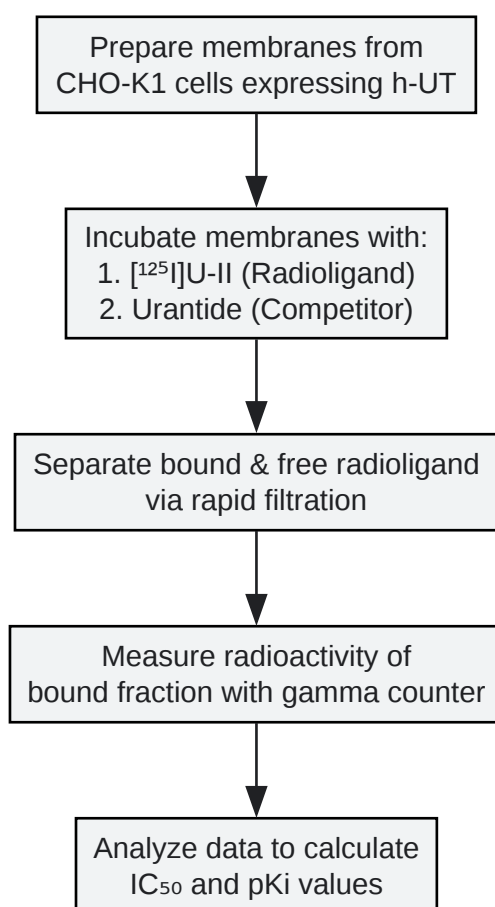 Prepare membranes from
CHO-K1 cells expressing h-UT
Incubate membranes with:
1. [¹²⁵I]U-II (Radioligand)
2. Urantide (Competitor)
Separate bound & free radioligand
via rapid filtration
Measure radioactivity of
bound fraction with gamma counter
Analyze data to calculate
IC₅₀ and pKi values